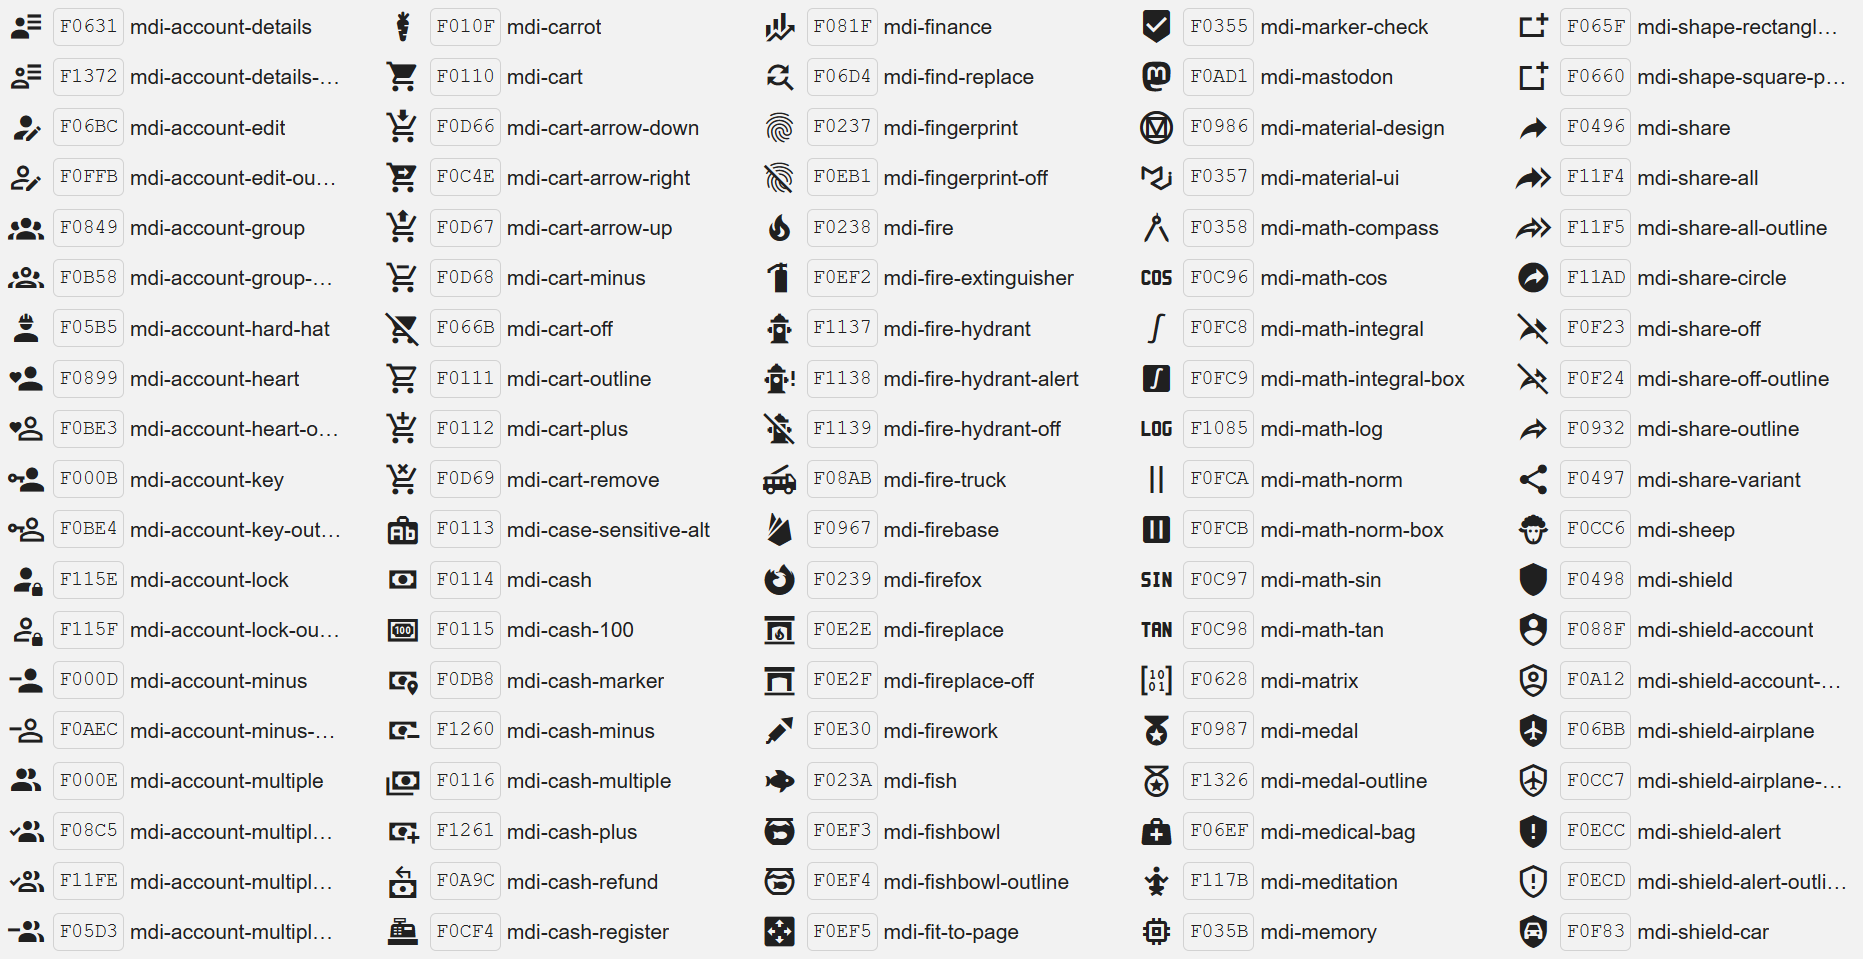 F0631 mdi-account-details
F1372 mdi-account-details-...
F06BC mdi-account-edit
F0FFB mdi-account-edit-ou...
F0849 mdi-account-group
F0B58 mdi-account-group-...
F05B5 mdi-account-hard-hat
F0899 mdi-account-heart
F0BE3 mdi-account-heart-o...
F000B mdi-account-key
F0BE4 mdi-account-key-out...
F115E mdi-account-lock
F115F mdi-account-lock-ou...
F000D mdi-account-minus
F0AEC mdi-account-minus-...
F000E mdi-account-multiple
F08C5 mdi-account-multipl...
F11FE mdi-account-multipl...
F05D3 mdi-account-multipl...
F010F mdi-carrot
F0110 mdi-cart
F0D66 mdi-cart-arrow-down
F0C4E mdi-cart-arrow-right
F0D67 mdi-cart-arrow-up
F0D68 mdi-cart-minus
F066B mdi-cart-off
F0111 mdi-cart-outline
F0112 mdi-cart-plus
F0D69 mdi-cart-remove
Ab F0113 mdi-case-sensitive-alt
F0114 mdi-cash
100 F0115 mdi-cash-100
F0DB8 mdi-cash-marker
F1260 mdi-cash-minus
F0116 mdi-cash-multiple
F1261 mdi-cash-plus
F0A9C mdi-cash-refund
F0CF4 mdi-cash-register
F081F mdi-finance
F06D4 mdi-find-replace
F0237 mdi-fingerprint
F0EB1 mdi-fingerprint-off
F0238 mdi-fire
F0EF2 mdi-fire-extinguisher
F1137 mdi-fire-hydrant
F1138 mdi-fire-hydrant-alert
F1139 mdi-fire-hydrant-off
F08AB mdi-fire-truck
F0967 mdi-firebase
F0239 mdi-firefox
F0E2E mdi-fireplace
F0E2F mdi-fireplace-off
F0E30 mdi-firework
F023A mdi-fish
F0EF3 mdi-fishbowl
F0EF4 mdi-fishbowl-outline
F0EF5 mdi-fit-to-page
F0355 mdi-marker-check
F0AD1 mdi-mastodon
F0986 mdi-material-design
F0357 mdi-material-ui
F0358 mdi-math-compass
COS F0C96 mdi-math-cos
F0FC8 mdi-math-integral
F0FC9 mdi-math-integral-box
LOG F1085 mdi-math-log
F0FCA mdi-math-norm
F0FCB mdi-math-norm-box
SIN F0C97 mdi-math-sin
TAN F0C98 mdi-math-tan
10 01 F0628 mdi-matrix
F0987 mdi-medal
F1326 mdi-medal-outline
F06EF mdi-medical-bag
F117B mdi-meditation
F035B mdi-memory
F065F mdi-shape-rectangl...
F0660 mdi-shape-square-p...
F0496 mdi-share
F11F4 mdi-share-all
F11F5 mdi-share-all-outline
F11AD mdi-share-circle
F0F23 mdi-share-off
F0F24 mdi-share-off-outline
F0932 mdi-share-outline
F0497 mdi-share-variant
F0CC6 mdi-sheep
F0498 mdi-shield
F088F mdi-shield-account
F0A12 mdi-shield-account-...
F06BB mdi-shield-airplane
F0CC7 mdi-shield-airplane-...
F0ECC mdi-shield-alert
F0ECD mdi-shield-alert-outli...
F0F83 mdi-shield-car